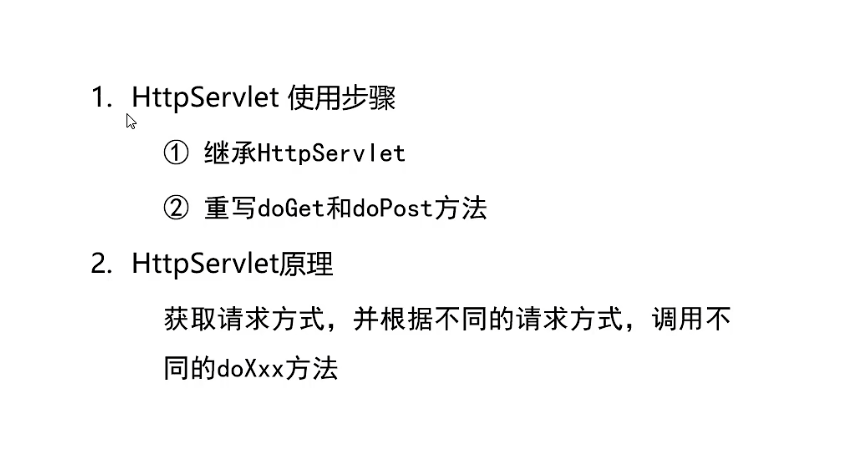 1. HttpServlet 使用步骤
① 继承HttpServlet
② 重写doGet和doPost方法
2. HttpServlet原理
获取请求方式，并根据不同的请求方式，调用不
同的doXxx方法